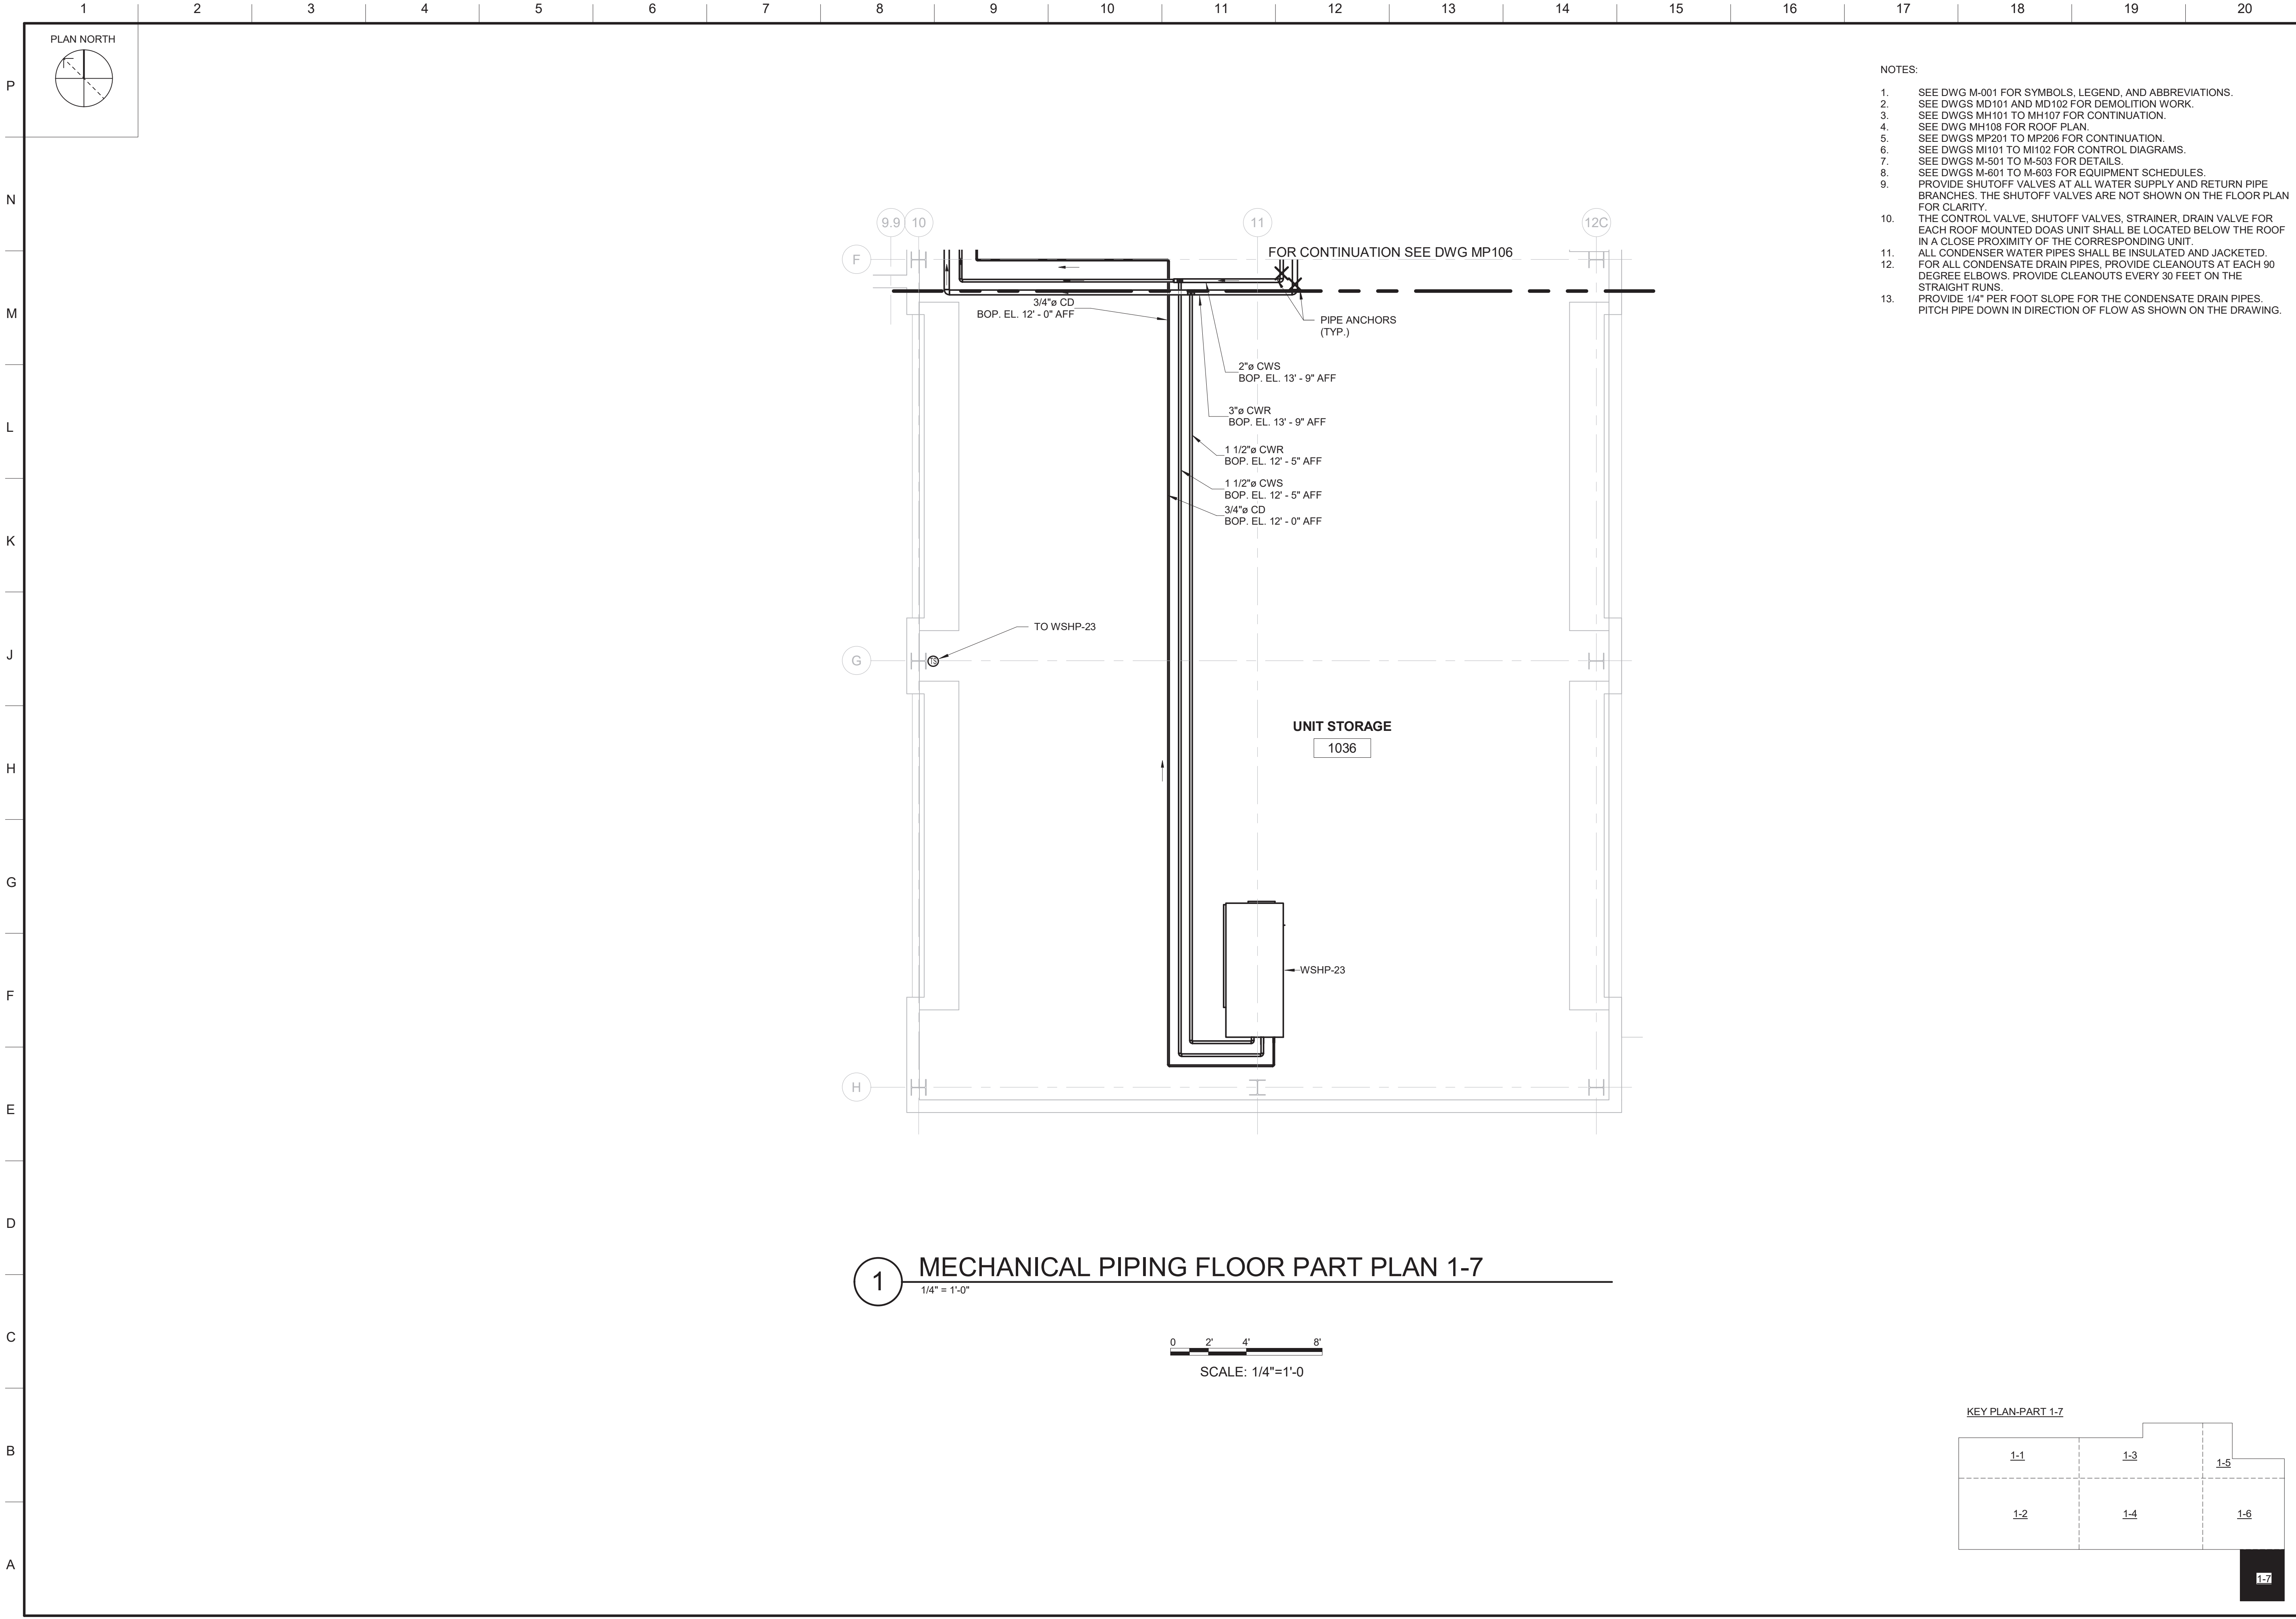 1 2 3 4 5 6 7 8 9 10 11 12 13 14 15 16 17 18 19 20
PLAN NORTH
P
N
M
L
K
J
H
G
F
E
D
C
B
A
NOTES:
1. SEE DWG M-001 FOR SYMBOLS, LEGEND, AND ABBREVIATIONS.
2. SEE DWGS MD101 AND MD102 FOR DEMOLITION WORK.
3. SEE DWGS MH101 TO MH107 FOR CONTINUATION.
4. SEE DWG MH108 FOR ROOF PLAN.
5. SEE DWGS MP201 TO MP206 FOR CONTINUATION.
6. SEE DWGS MI101 TO MI102 FOR CONTROL DIAGRAMS.
7. SEE DWGS M-501 TO M-503 FOR DETAILS.
8. SEE DWGS M-601 TO M-603 FOR EQUIPMENT SCHEDULES.
9. PROVIDE SHUTOFF VALVES AT ALL WATER SUPPLY AND RETURN PIPE
BRANCHES. THE SHUTOFF VALVES ARE NOT SHOWN ON THE FLOOR PLAN
FOR CLARITY.
10. THE CONTROL VALVE, SHUTOFF VALVES, STRAINER, DRAIN VALVE FOR
EACH ROOF MOUNTED DOAS UNIT SHALL BE LOCATED BELOW THE ROOF
IN A CLOSE PROXIMITY OF THE CORRESPONDING UNIT.
11. ALL CONDENSER WATER PIPES SHALL BE INSULATED AND JACKETED.
12. FOR ALL CONDENSATE DRAIN PIPES, PROVIDE CLEANOUTS AT EACH 90
DEGREE ELBOWS. PROVIDE CLEANOUTS EVERY 30 FEET ON THE
STRAIGHT RUNS.
13. PROVIDE 1/4" PER FOOT SLOPE FOR THE CONDENSATE DRAIN PIPES.
PITCH PIPE DOWN IN DIRECTION OF FLOW AS SHOWN ON THE DRAWING.
9.9 10 11 12C
F
FOR CONTINUATION SEE DWG MP106
3/4"ø CD
BOP. EL. 12' - 0" AFF
PIPE ANCHORS
(TYP.)
2"ø CWS
BOP. EL. 13' - 9" AFF
3"ø CWR
BOP. EL. 13' - 9" AFF
1 1/2"ø CWR
BOP. EL. 12' - 5" AFF
1 1/2"ø CWS
BOP. EL. 12' - 5" AFF
3/4"ø CD
BOP. EL. 12' - 0" AFF
TO WSHP-23
G
TS
UNIT STORAGE
1036
WSHP-23
H
1
MECHANICAL PIPING FLOOR PART PLAN 1-7
1/4" = 1'-0"
0 2' 4' 8'
SCALE: 1/4"=1'-0
KEY PLAN-PART 1-7
1-1 1-3 1-5
1-2 1-4 1-6
1-7